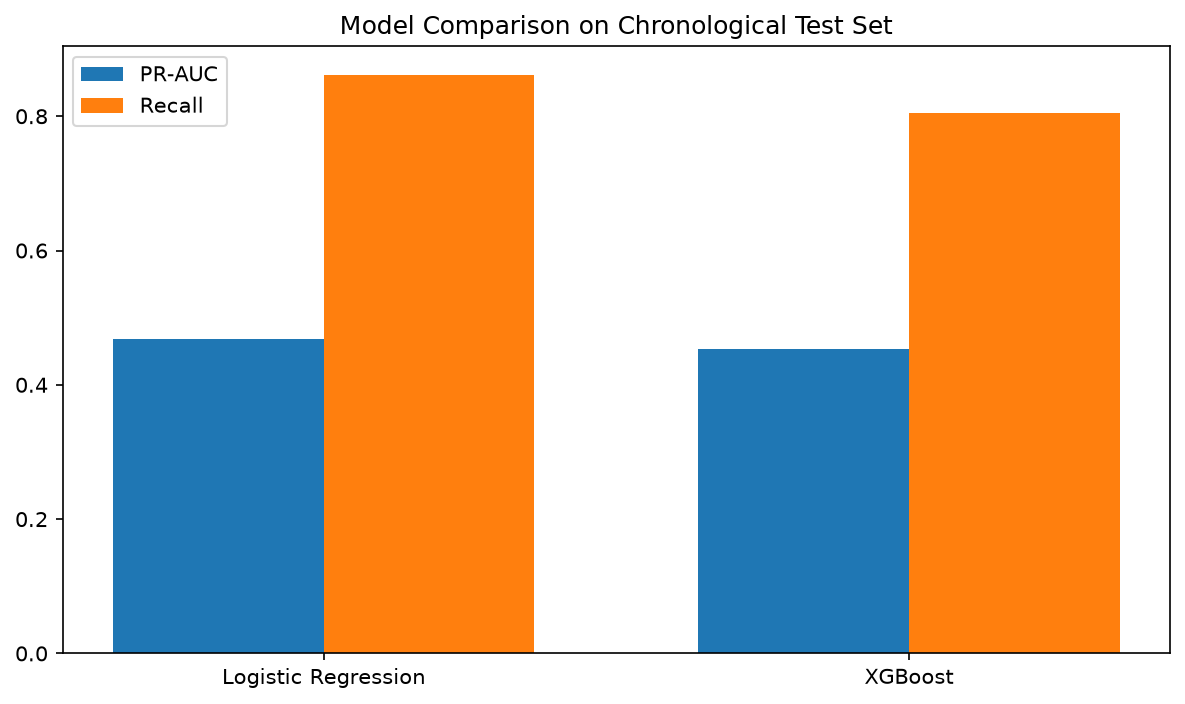 Model Comparison on Chronological Test Set
PR-AUC
Recall
0.8
0.6
0.4
0.2
0.0
Logistic Regression
XGBoost